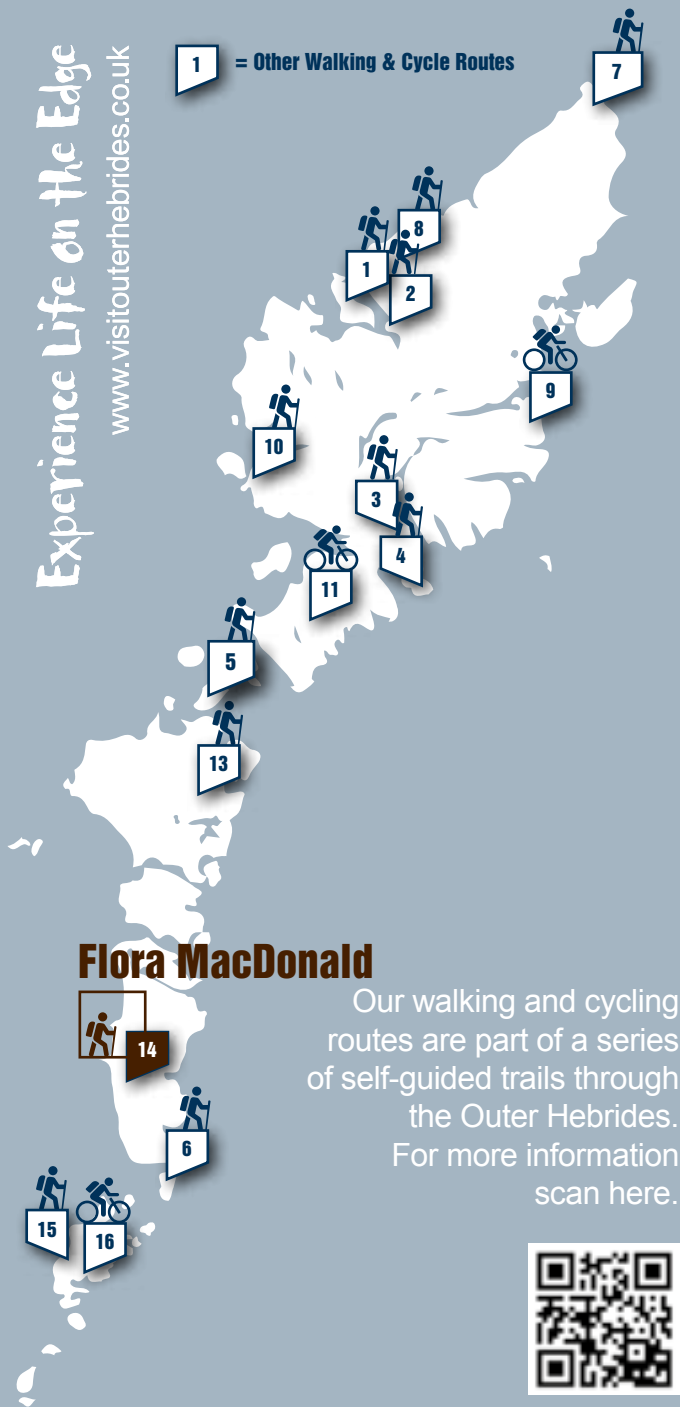 Experience Life on the Edge
www.visitouterhebrides.co.uk
1 = Other Walking & Cycle Routes
7
8
1
2
9
10
3
4
11
5
13
Flora MacDonald
14
Our walking and cycling
routes are part of a series
of self-guided trails through
the Outer Hebrides.
For more information
scan here.
6
15
16